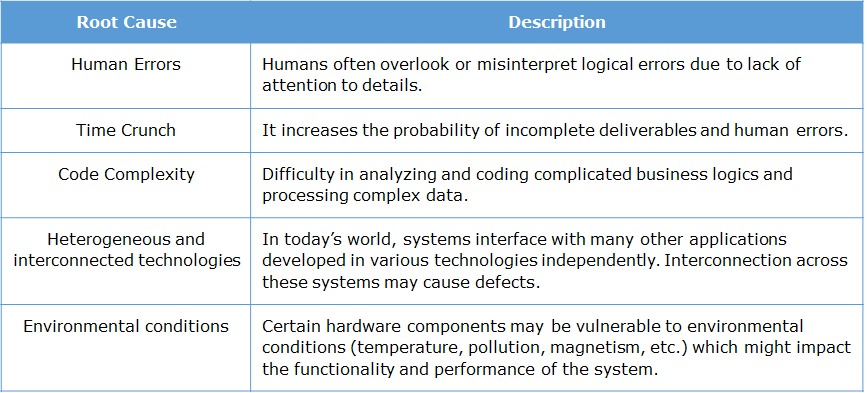 Root Cause
Description
Human Errors
Humans often overlook or misinterpret logical errors due to lack of
attention to details.
Time Crunch
It increases the probability of incomplete deliverables and human errors.
Code Complexity
Difficulty in analyzing and coding complicated business logics and
processing complex data.
Heterogeneous and
interconnected technologies
In today’s world, systems interface with many other applications
developed in various technologies independently. Interconnection across
these systems may cause defects.
Environmental conditions
Certain hardware components may be vulnerable to environmental
conditions (temperature, pollution, magnetism, etc.) which might impact
the functionality and performance of the system.